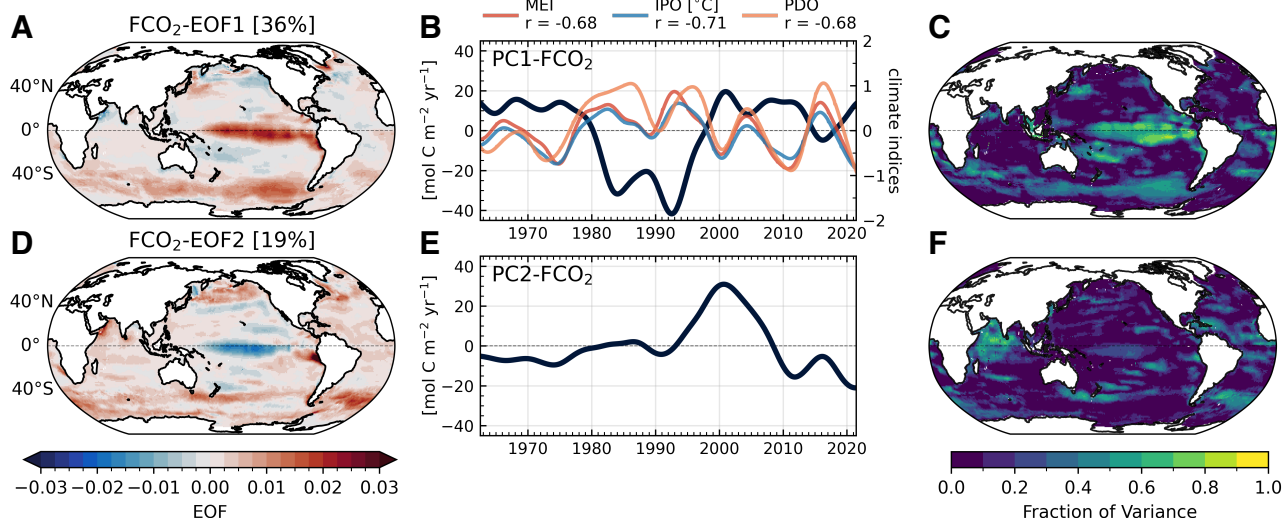 A
FCO₂-EOF1 [36%]
40°N
0°
40°S
B
MEI
r = -0.68
IPO [°C]
r = -0.71
PDO
r = -0.68
PC1-FCO₂
[mol C m⁻² yr⁻¹]
40
20
0
−20
−40
2
1
0
−1
−2
climate indices
1970 1980 1990 2000 2010 2020
C
D
FCO₂-EOF2 [19%]
40°N
0°
40°S
−0.03 −0.02 −0.01 0.00 0.01 0.02 0.03
EOF
E
PC2-FCO₂
[mol C m⁻² yr⁻¹]
40
20
0
−20
−40
1970 1980 1990 2000 2010 2020
F
0.0 0.2 0.4 0.6 0.8 1.0
Fraction of Variance